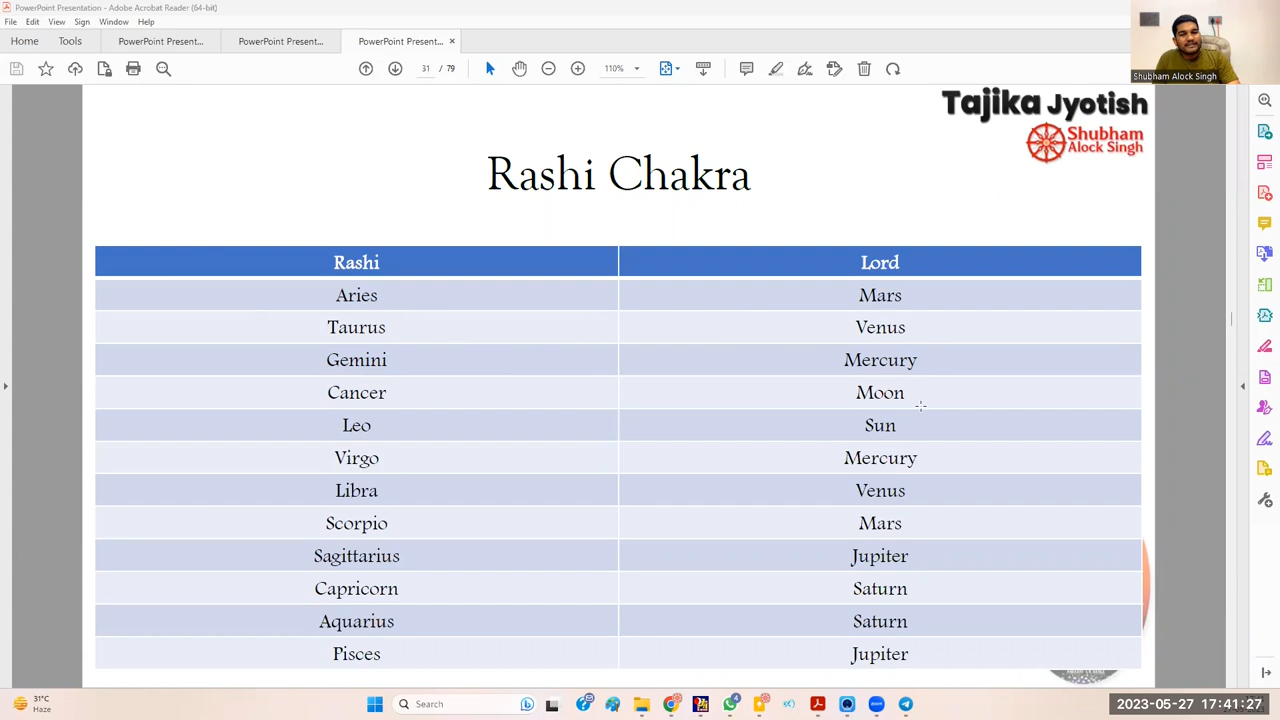 PowerPoint Presentation - Adobe Acrobat Reader (64-bit)
File Edit View Sign Window Help
Home Tools PowerPoint Present... PowerPoint Present... PowerPoint Present... ×
31 / 79 110%
Shubham Alock Singh
Tajika Jyotish
Shubham
Alock Singh
Rashi Chakra
Rashi Lord
Aries Mars
Taurus Venus
Gemini Mercury
Cancer Moon
Leo Sun
Virgo Mercury
Libra Venus
Scorpio Mars
Sagittarius Jupiter
Capricorn Saturn
Aquarius Saturn
Pisces Jupiter
31°C
Haze
Search
4
2023-05-27 17:41:27